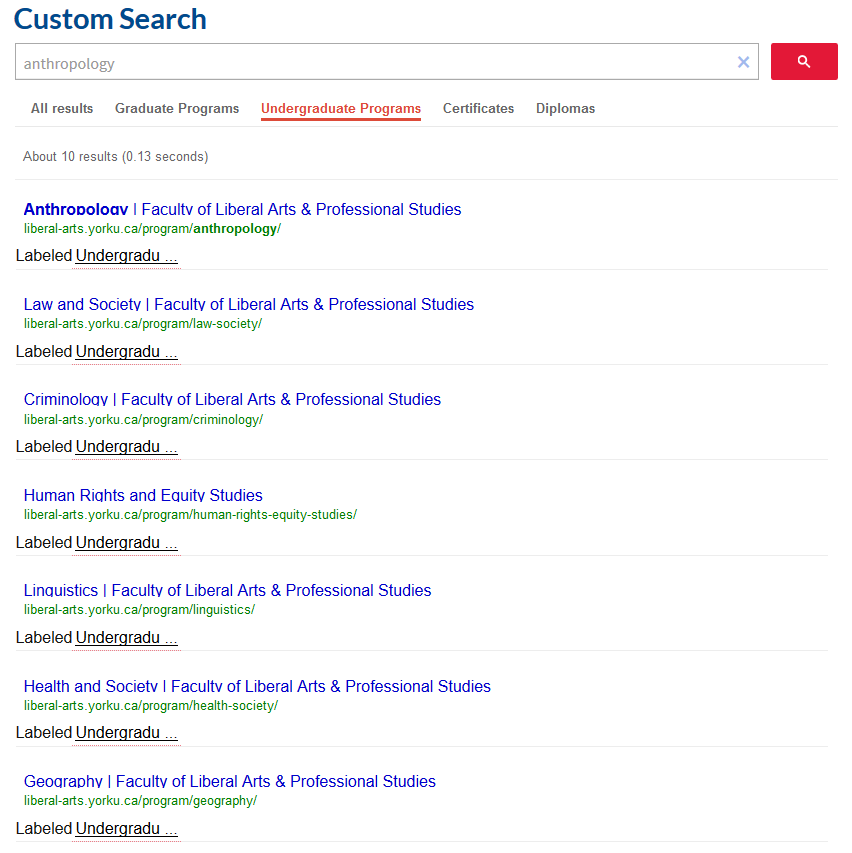 Custom Search
anthropology
All results Graduate Programs Undergraduate Programs Certificates Diplomas
About 10 results (0.13 seconds)
Anthropology | Faculty of Liberal Arts & Professional Studies
liberal-arts.yorku.ca/program/anthropology/
Labeled Undergradu ...
Law and Society | Faculty of Liberal Arts & Professional Studies
liberal-arts.yorku.ca/program/law-society/
Labeled Undergradu ...
Criminology | Faculty of Liberal Arts & Professional Studies
liberal-arts.yorku.ca/program/criminology/
Labeled Undergradu ...
Human Rights and Equity Studies
liberal-arts.yorku.ca/program/human-rights-equity-studies/
Labeled Undergradu ...
Linguistics | Faculty of Liberal Arts & Professional Studies
liberal-arts.yorku.ca/program/linguistics/
Labeled Undergradu ...
Health and Society | Faculty of Liberal Arts & Professional Studies
liberal-arts.yorku.ca/program/health-society/
Labeled Undergradu ...
Geography | Faculty of Liberal Arts & Professional Studies
liberal-arts.yorku.ca/program/geography/
Labeled Undergradu ...